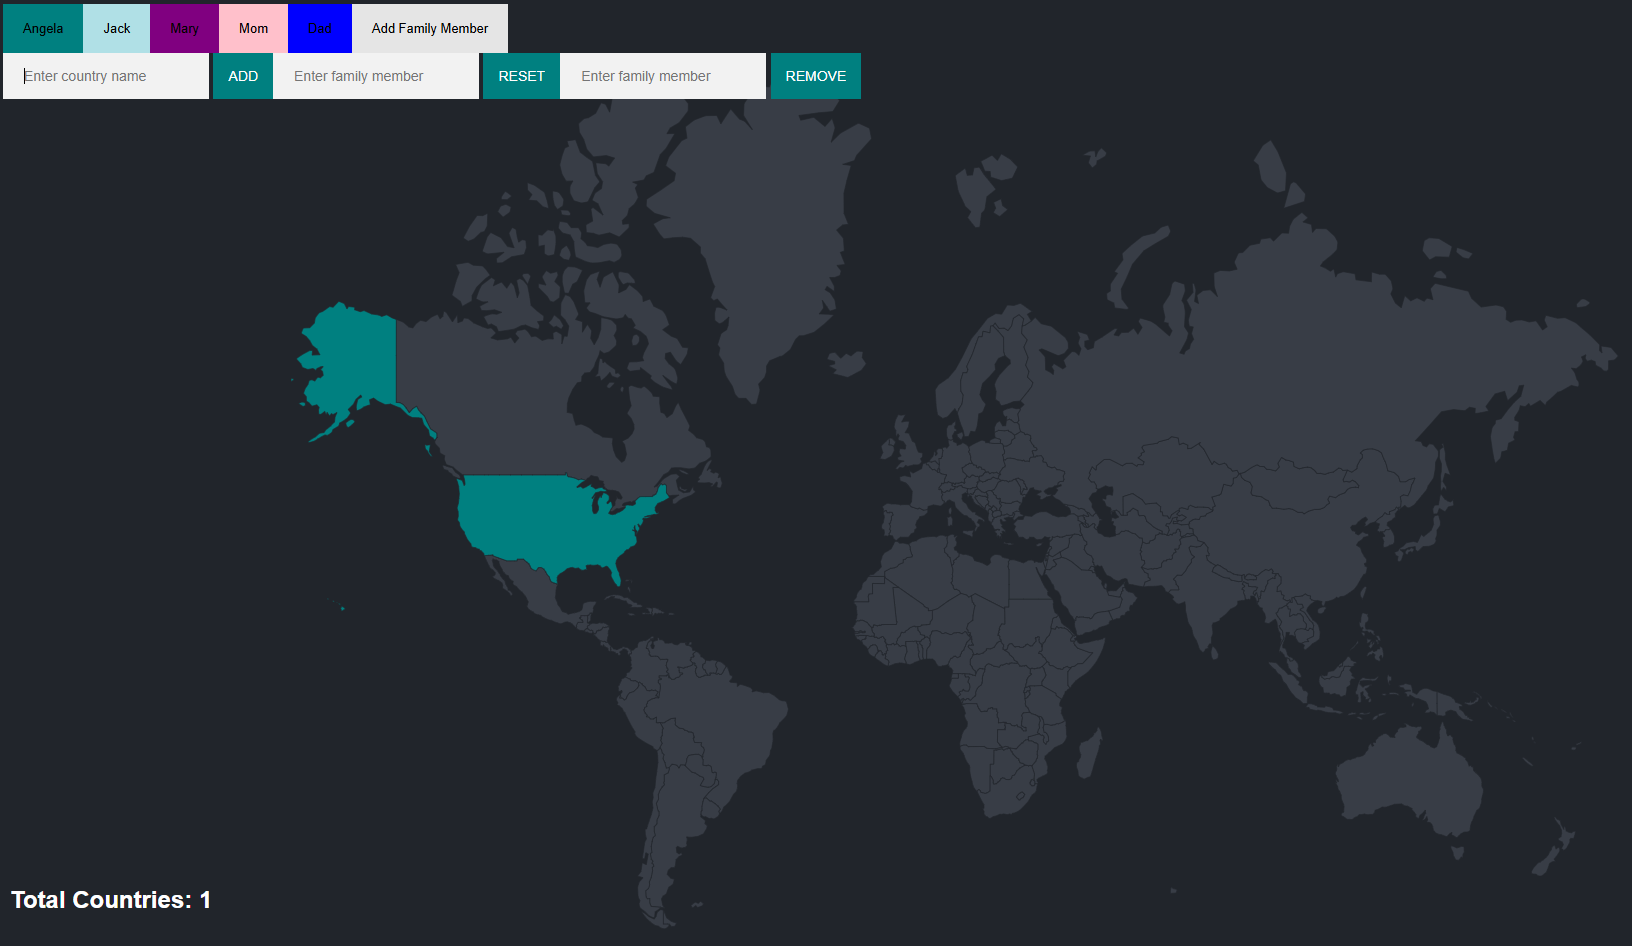 Angela Jack Mary Mom Dad Add Family Member
Enter country name ADD Enter family member RESET Enter family member REMOVE
Total Countries: 1